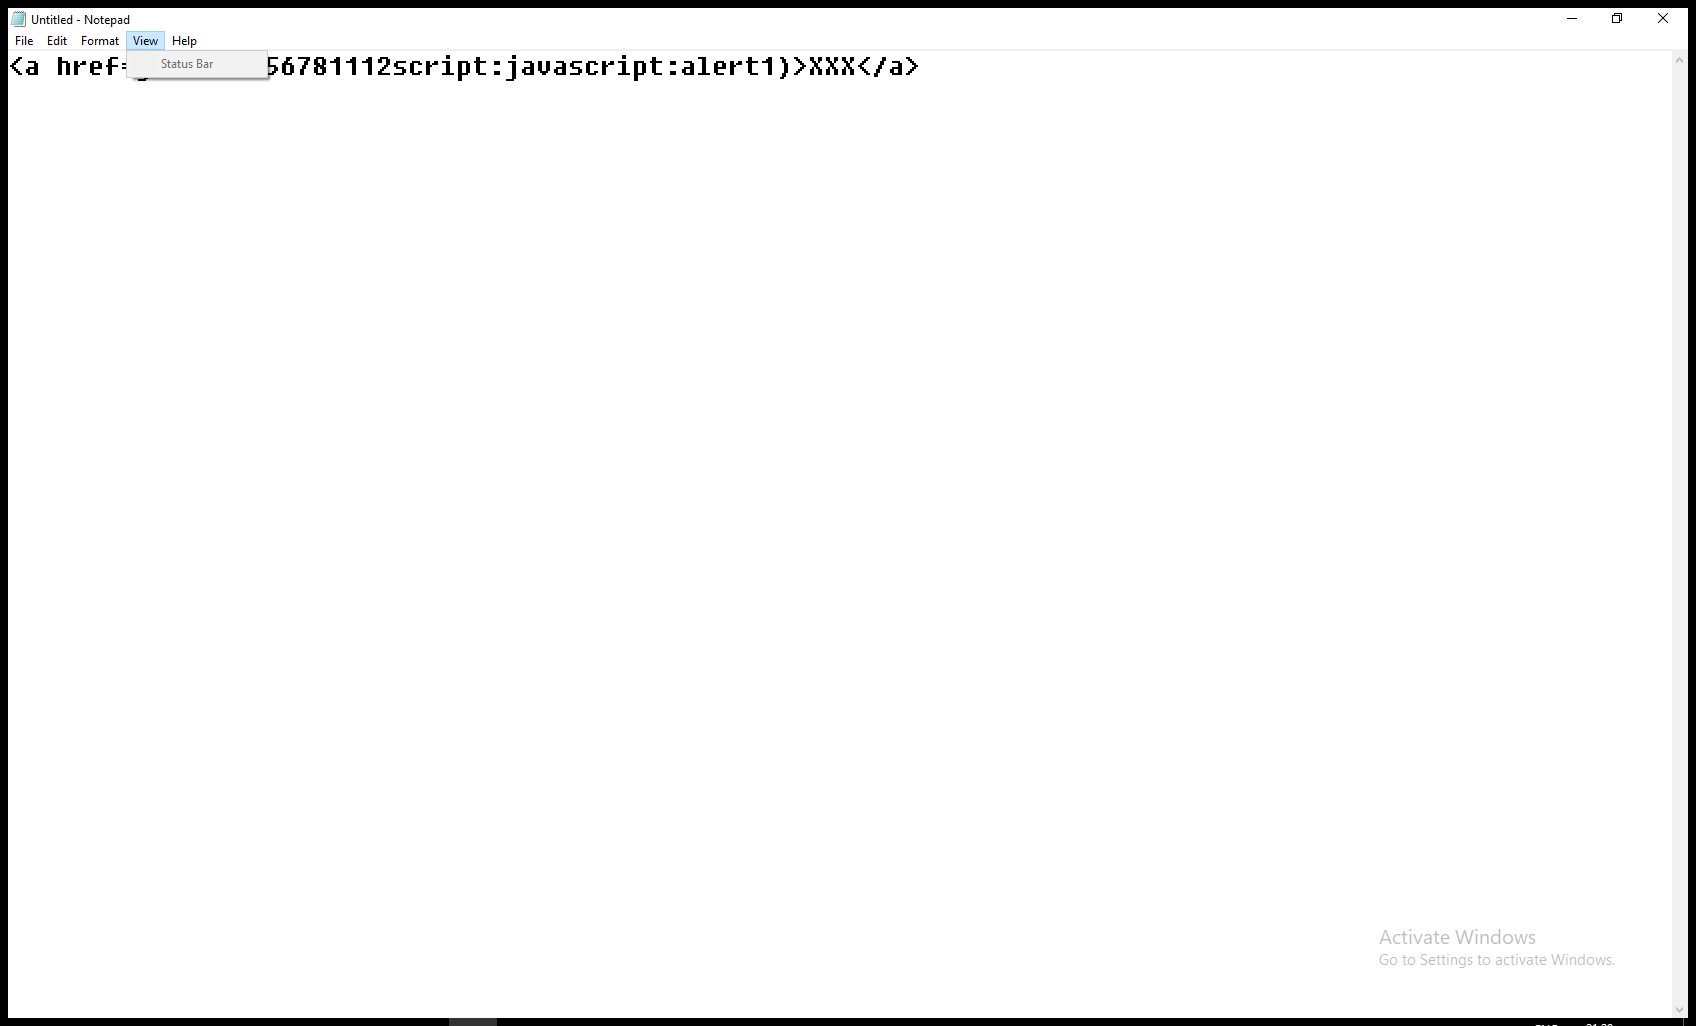 Untitled - Notepad
File Edit Format View Help
Status Bar
<a href= 56781112script:javascript:alert1)>XXX</a>
Activate Windows
Go to Settings to activate Windows.